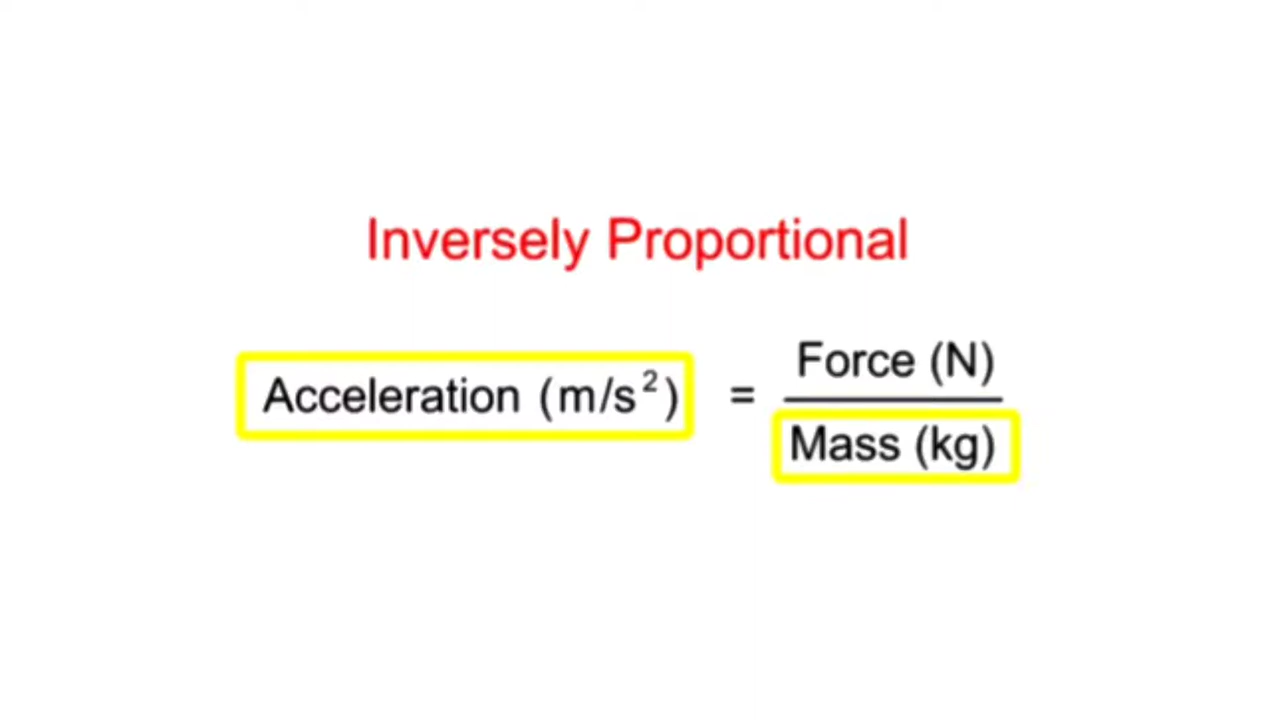 Inversely Proportional
Acceleration (m/s²) = Force (N)
Mass (kg)